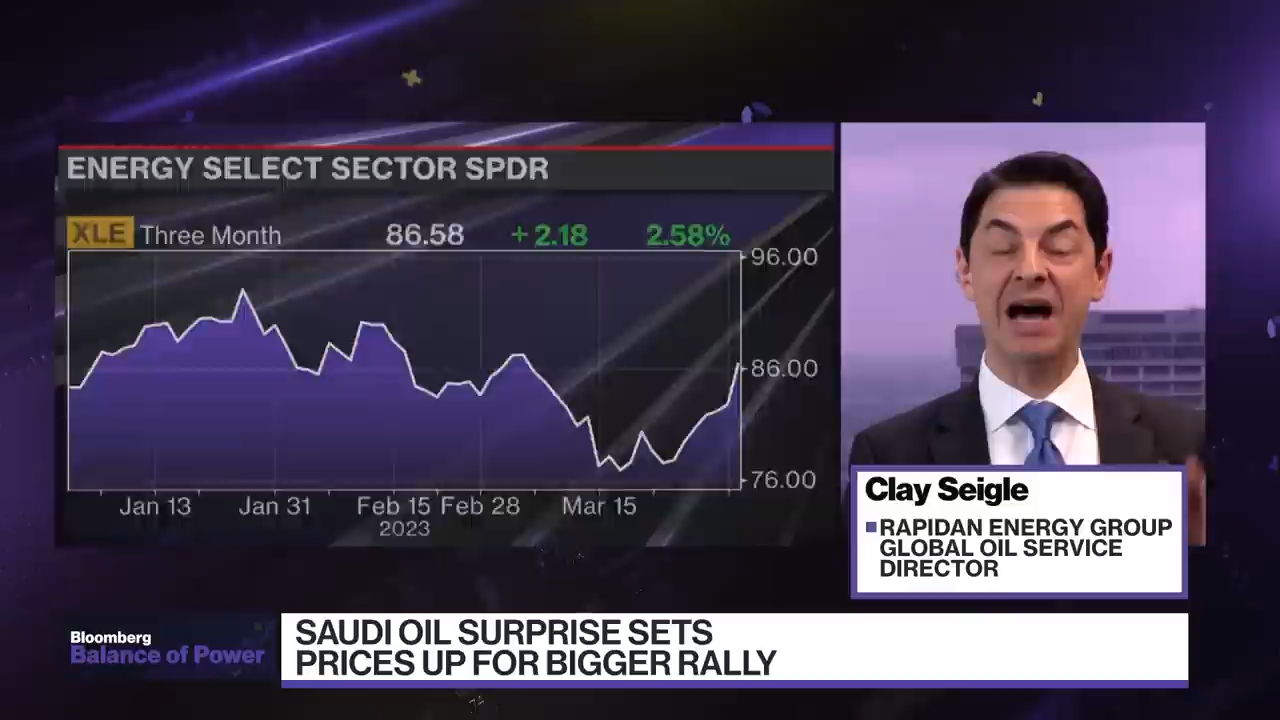 ENERGY SELECT SECTOR SPDR
XLE Three Month 86.58 +2.18 2.58%
96.00
86.00
76.00
Jan 13 Jan 31 Feb 15 Feb 28 Mar 15
2023
Clay Seigle
RAPIDAN ENERGY GROUP
GLOBAL OIL SERVICE
DIRECTOR
Bloomberg
Balance of Power
SAUDI OIL SURPRISE SETS
PRICES UP FOR BIGGER RALLY